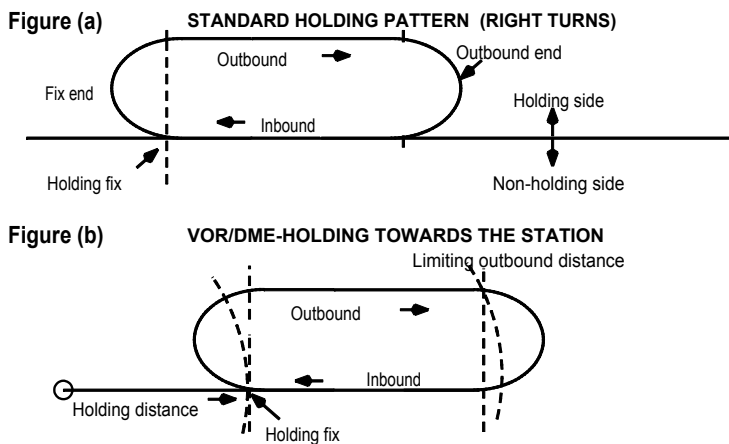 Figure (a) STANDARD HOLDING PATTERN (RIGHT TURNS)
Outbound
Outbound end
Fix end
Holding side
Inbound
Holding fix
Non-holding side
Figure (b) VOR/DME-HOLDING TOWARDS THE STATION
Limiting outbound distance
Outbound
Inbound
Holding distance
Holding fix